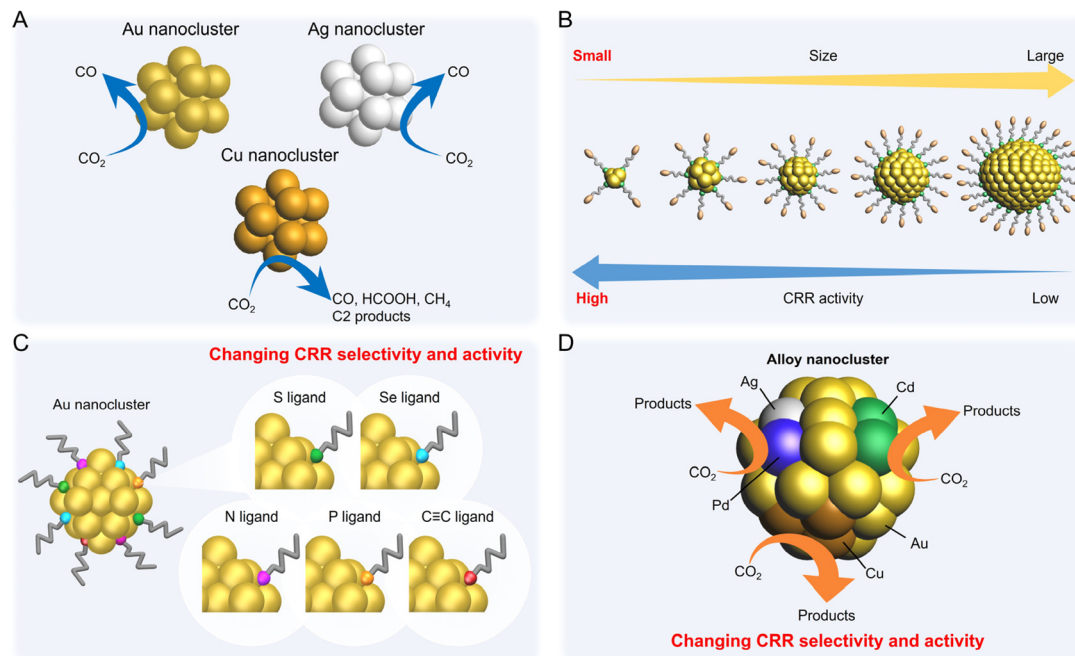 A
Au nanocluster
Ag nanocluster
CO
CO
CO₂
CO₂
Cu nanocluster
CO₂
CO, HCOOH, CH₄
C2 products
B
Small
Size
Large
High
CRR activity
Low
C
Changing CRR selectivity and activity
Au nanocluster
S ligand
Se ligand
N ligand
P ligand
C≡C ligand
D
Alloy nanocluster
Ag
Cd
Products
Products
CO₂
CO₂
Pd
Au
CO₂
Cu
Products
Changing CRR selectivity and activity